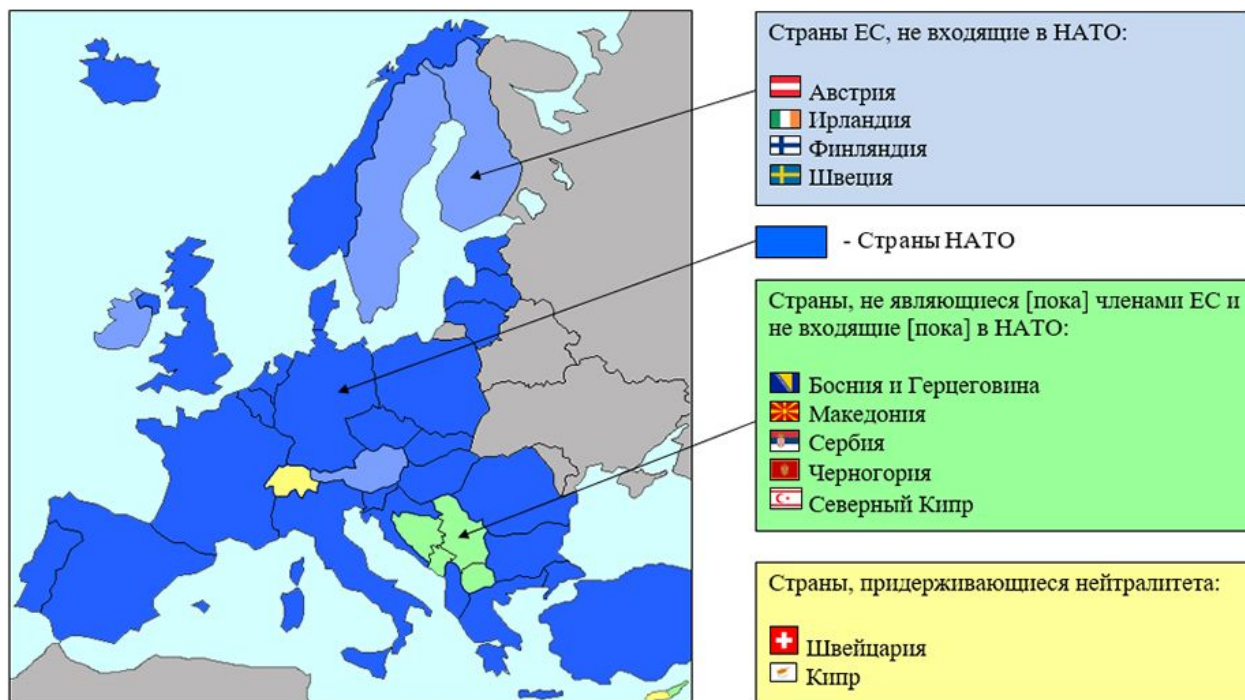 Страны ЕС, не входящие в НАТО:
Австрия
Ирландия
Финляндия
Швеция
- Страны НАТО
Страны, не являющиеся [пока] членами ЕС и
не входящие [пока] в НАТО:
Босния и Герцеговина
Македония
Сербия
Черногория
Северный Кипр
Страны, придерживающиеся нейтралитета:
Швейцария
Кипр